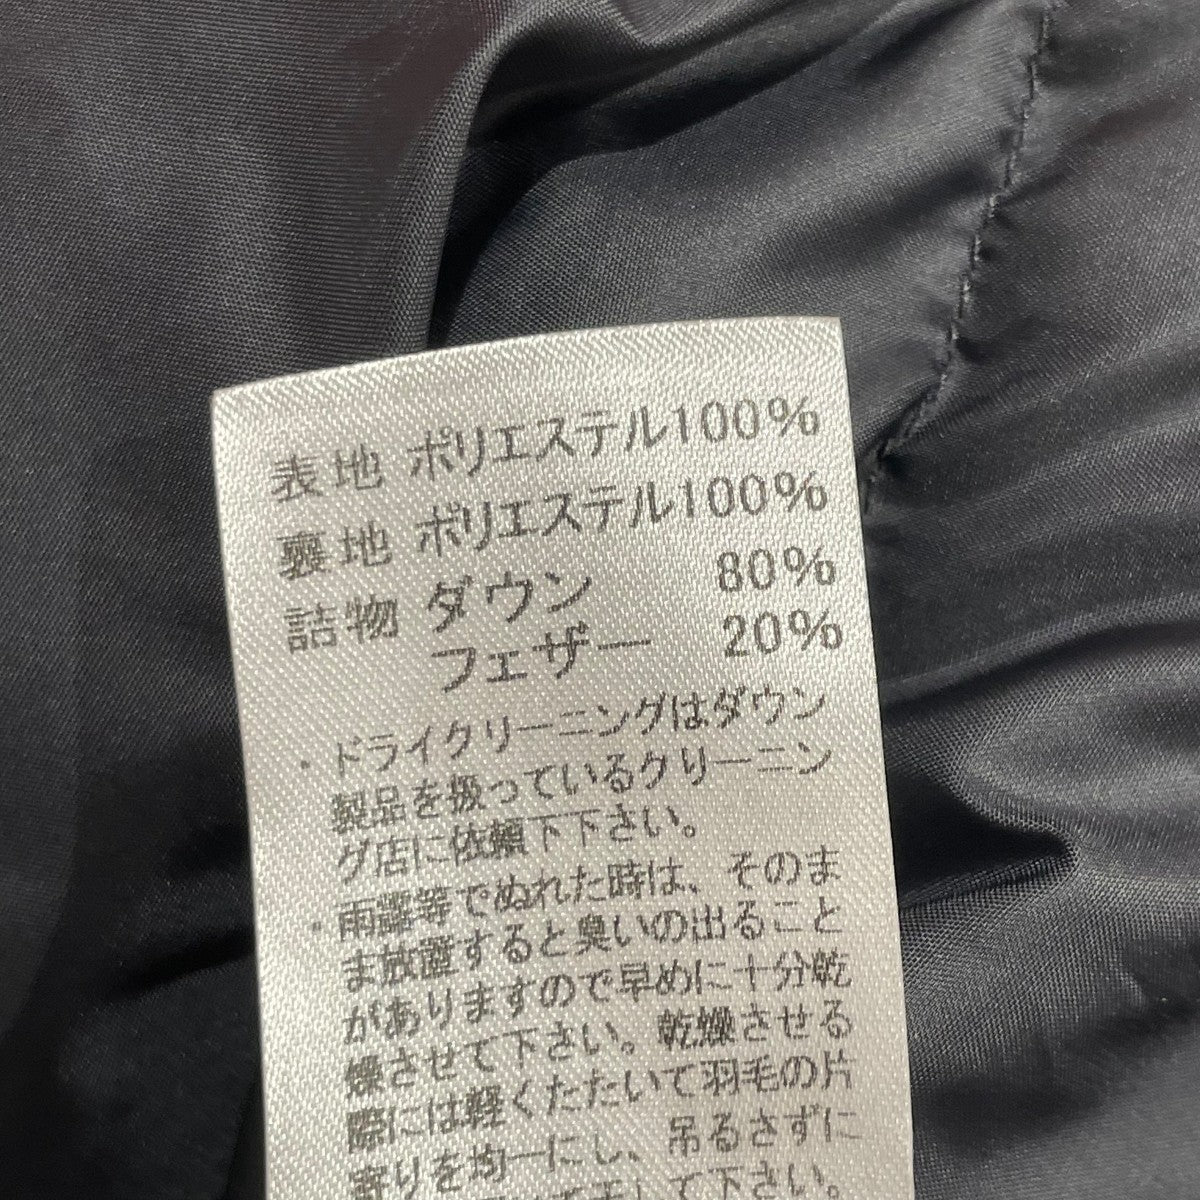 表地 ポリエステル100%
裏地 ポリエステル100%
詰物 ダウン 80%
フェザー 20%
・ドライクリーニングはダウン
製品を扱っているクリーニン
グ店に依頼下下さい。
・雨露等でぬれた時は、そのま
ま放置すると臭いの出ること
がありますので早めに十分乾
燥させて下さい。乾燥させる
際には軽くたたいて羽毛の片
寄りを均一にし、吊るさずに
て干して下さい。